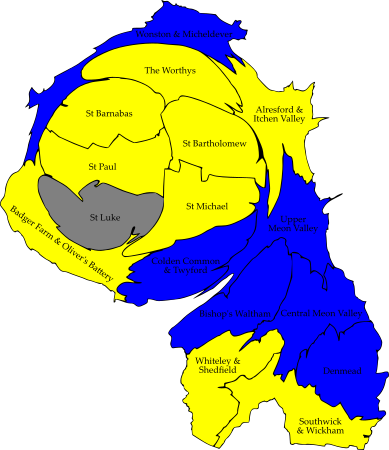 Wonston & Micheldever
The Worthys
St Barnabas
Alresford &
Itchen Valley
St Bartholomew
St Paul
St Luke
St Michael
Badger Farm & Oliver's Battery
Upper
Meon Valley
Colden Common
& Twyford
Bishop's Waltham
Central Meon Valley
Whiteley &
Shedfield
Denmead
Southwick
& Wickham